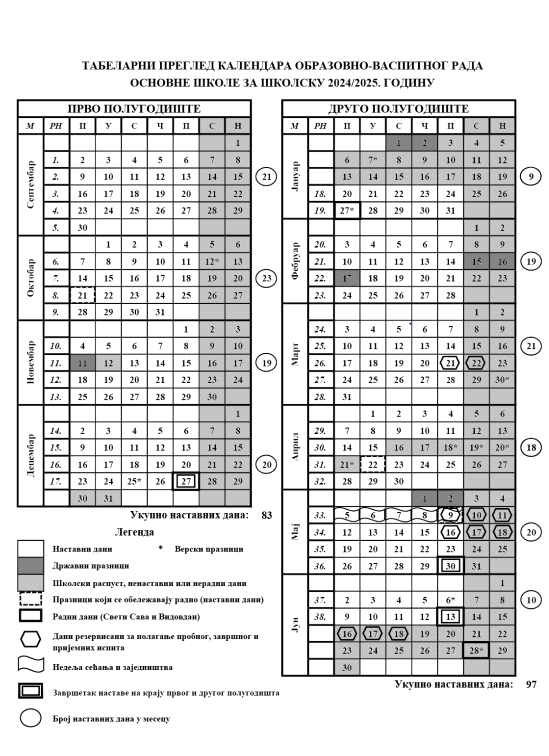 ТАБЕЛАРНИ ПРЕГЛЕД КАЛЕНДАРА ОБРАЗОВНО-ВАСПИТНОГ РАДА
ОСНОВНЕ ШКОЛЕ ЗА ШКОЛСКУ 2024/2025. ГОДИНУ
ПРВО ПОЛУГОДИШТЕ
М РН П У С Ч П С Н
Септембар
1
1. 2 3 4 5 6 7 8
2. 9 10 11 12 13 14 15 21
3. 16 17 18 19 20 21 22
4. 23 24 25 26 27 28 29
5. 30
Октобар
1 2 3 4 5 6
6. 7 8 9 10 11 12* 13
7. 14 15 16 17 18 19 20 23
8. 21 22 23 24 25 26 27
9. 28 29 30 31
Новембар
1 2 3
10. 4 5 6 7 8 9 10
11. 11 12 13 14 15 16 17 19
12. 18 19 20 21 22 23 24
13. 25 26 27 28 29 30
Децембар
1
14. 2 3 4 5 6 7 8
15. 9 10 11 12 13 14 15
16. 16 17 18 19 20 21 22 20
17. 23 24 25* 26 27 28 29
30 31
Укупно наставних дана: 83
Легенда
Наставни дани * Верски празници
Државни празници
Школски распуст, ненаставни или нерадни дани
Празници који се обележавају радно (наставни дани)
Радни дани (Свети Сава и Видовдан)
Дани резервисани за полагање пробног, завршног и
пријемних испита
Недеља сећања и заједништва
Завршетак наставе на крају првог и другог полугодишта
Број наставних дана у месецу
ДРУГО ПОЛУГОДИШТЕ
М РН П У С Ч П С Н
Јануар
1 2 3 4 5
6 7* 8 9 10 11 12
13 14 15 16 17 18 19 9
18. 20 21 22 23 24 25 26
19. 27* 28 29 30 31
Фебруар
1 2
20. 3 4 5 6 7 8 9
21. 10 11 12 13 14 15 16 19
22. 17 18 19 20 21 22 23
23. 24 25 26 27 28
Март
1 2
24. 3 4 5 6 7 8 9
25. 10 11 12 13 14 15 16 21
26. 17 18 19 20 21 22 23
27. 24 25 26 27 28 29 30*
28. 31
Април
1 2 3 4 5 6
29. 7 8 9 10 11 12 13
30. 14 15 16 17 18* 19* 20* 18
31. 21* 22 23 24 25 26 27
32. 28 29 30
Мај
1 2 3 4
33. 5 6 7 8 9 10 11
34. 12 13 14 15 16 17 18 20
35. 19 20 21 22 23 24 25
36. 26 27 28 29 30 31
Јун
1
37. 2 3 4 5 6* 7 8 10
38. 9 10 11 12 13 14 15
16 17 18 19 20 21 22
23 24 25 26 27 28* 29
30
Укупно наставних дана: 97